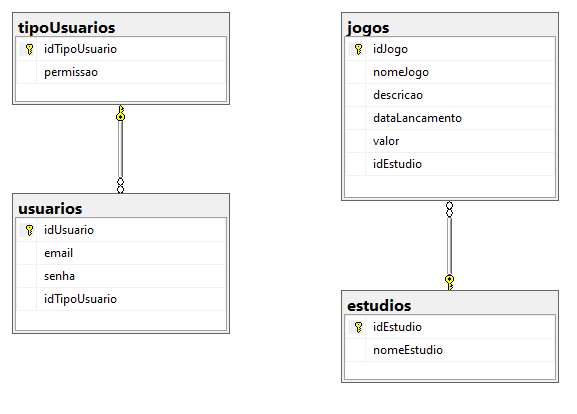 tipoUsuarios
idTipoUsuario
permissao
usuarios
idUsuario
email
senha
idTipoUsuario
jogos
idJogo
nomeJogo
descricao
dataLancamento
valor
idEstudio
estudios
idEstudio
nomeEstudio